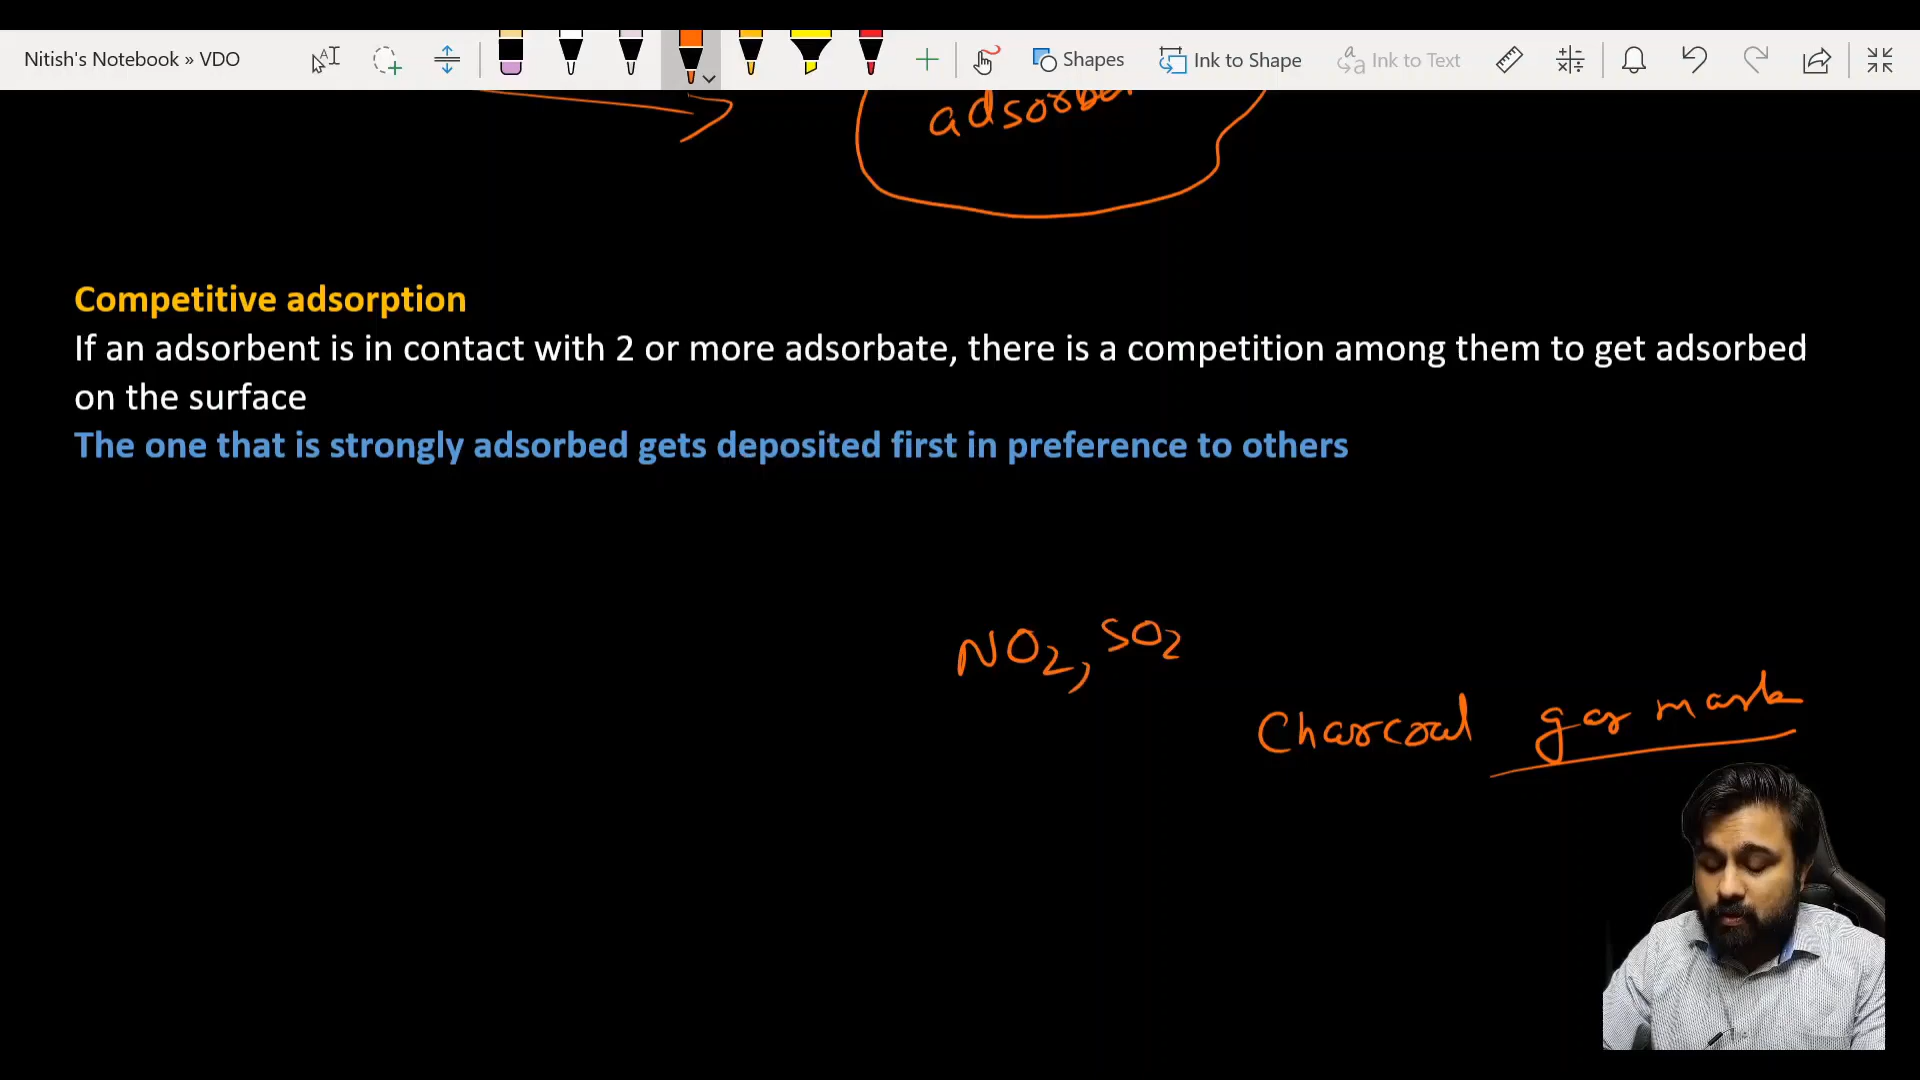 Nitish's Notebook » VDO
Shapes
Ink to Shape
Ink to Text
Competitive adsorption
If an adsorbent is in contact with 2 or more adsorbate, there is a competition among them to get adsorbed
on the surface
The one that is strongly adsorbed gets deposited first in preference to others
NO2, SO2
Charcoal gas mask